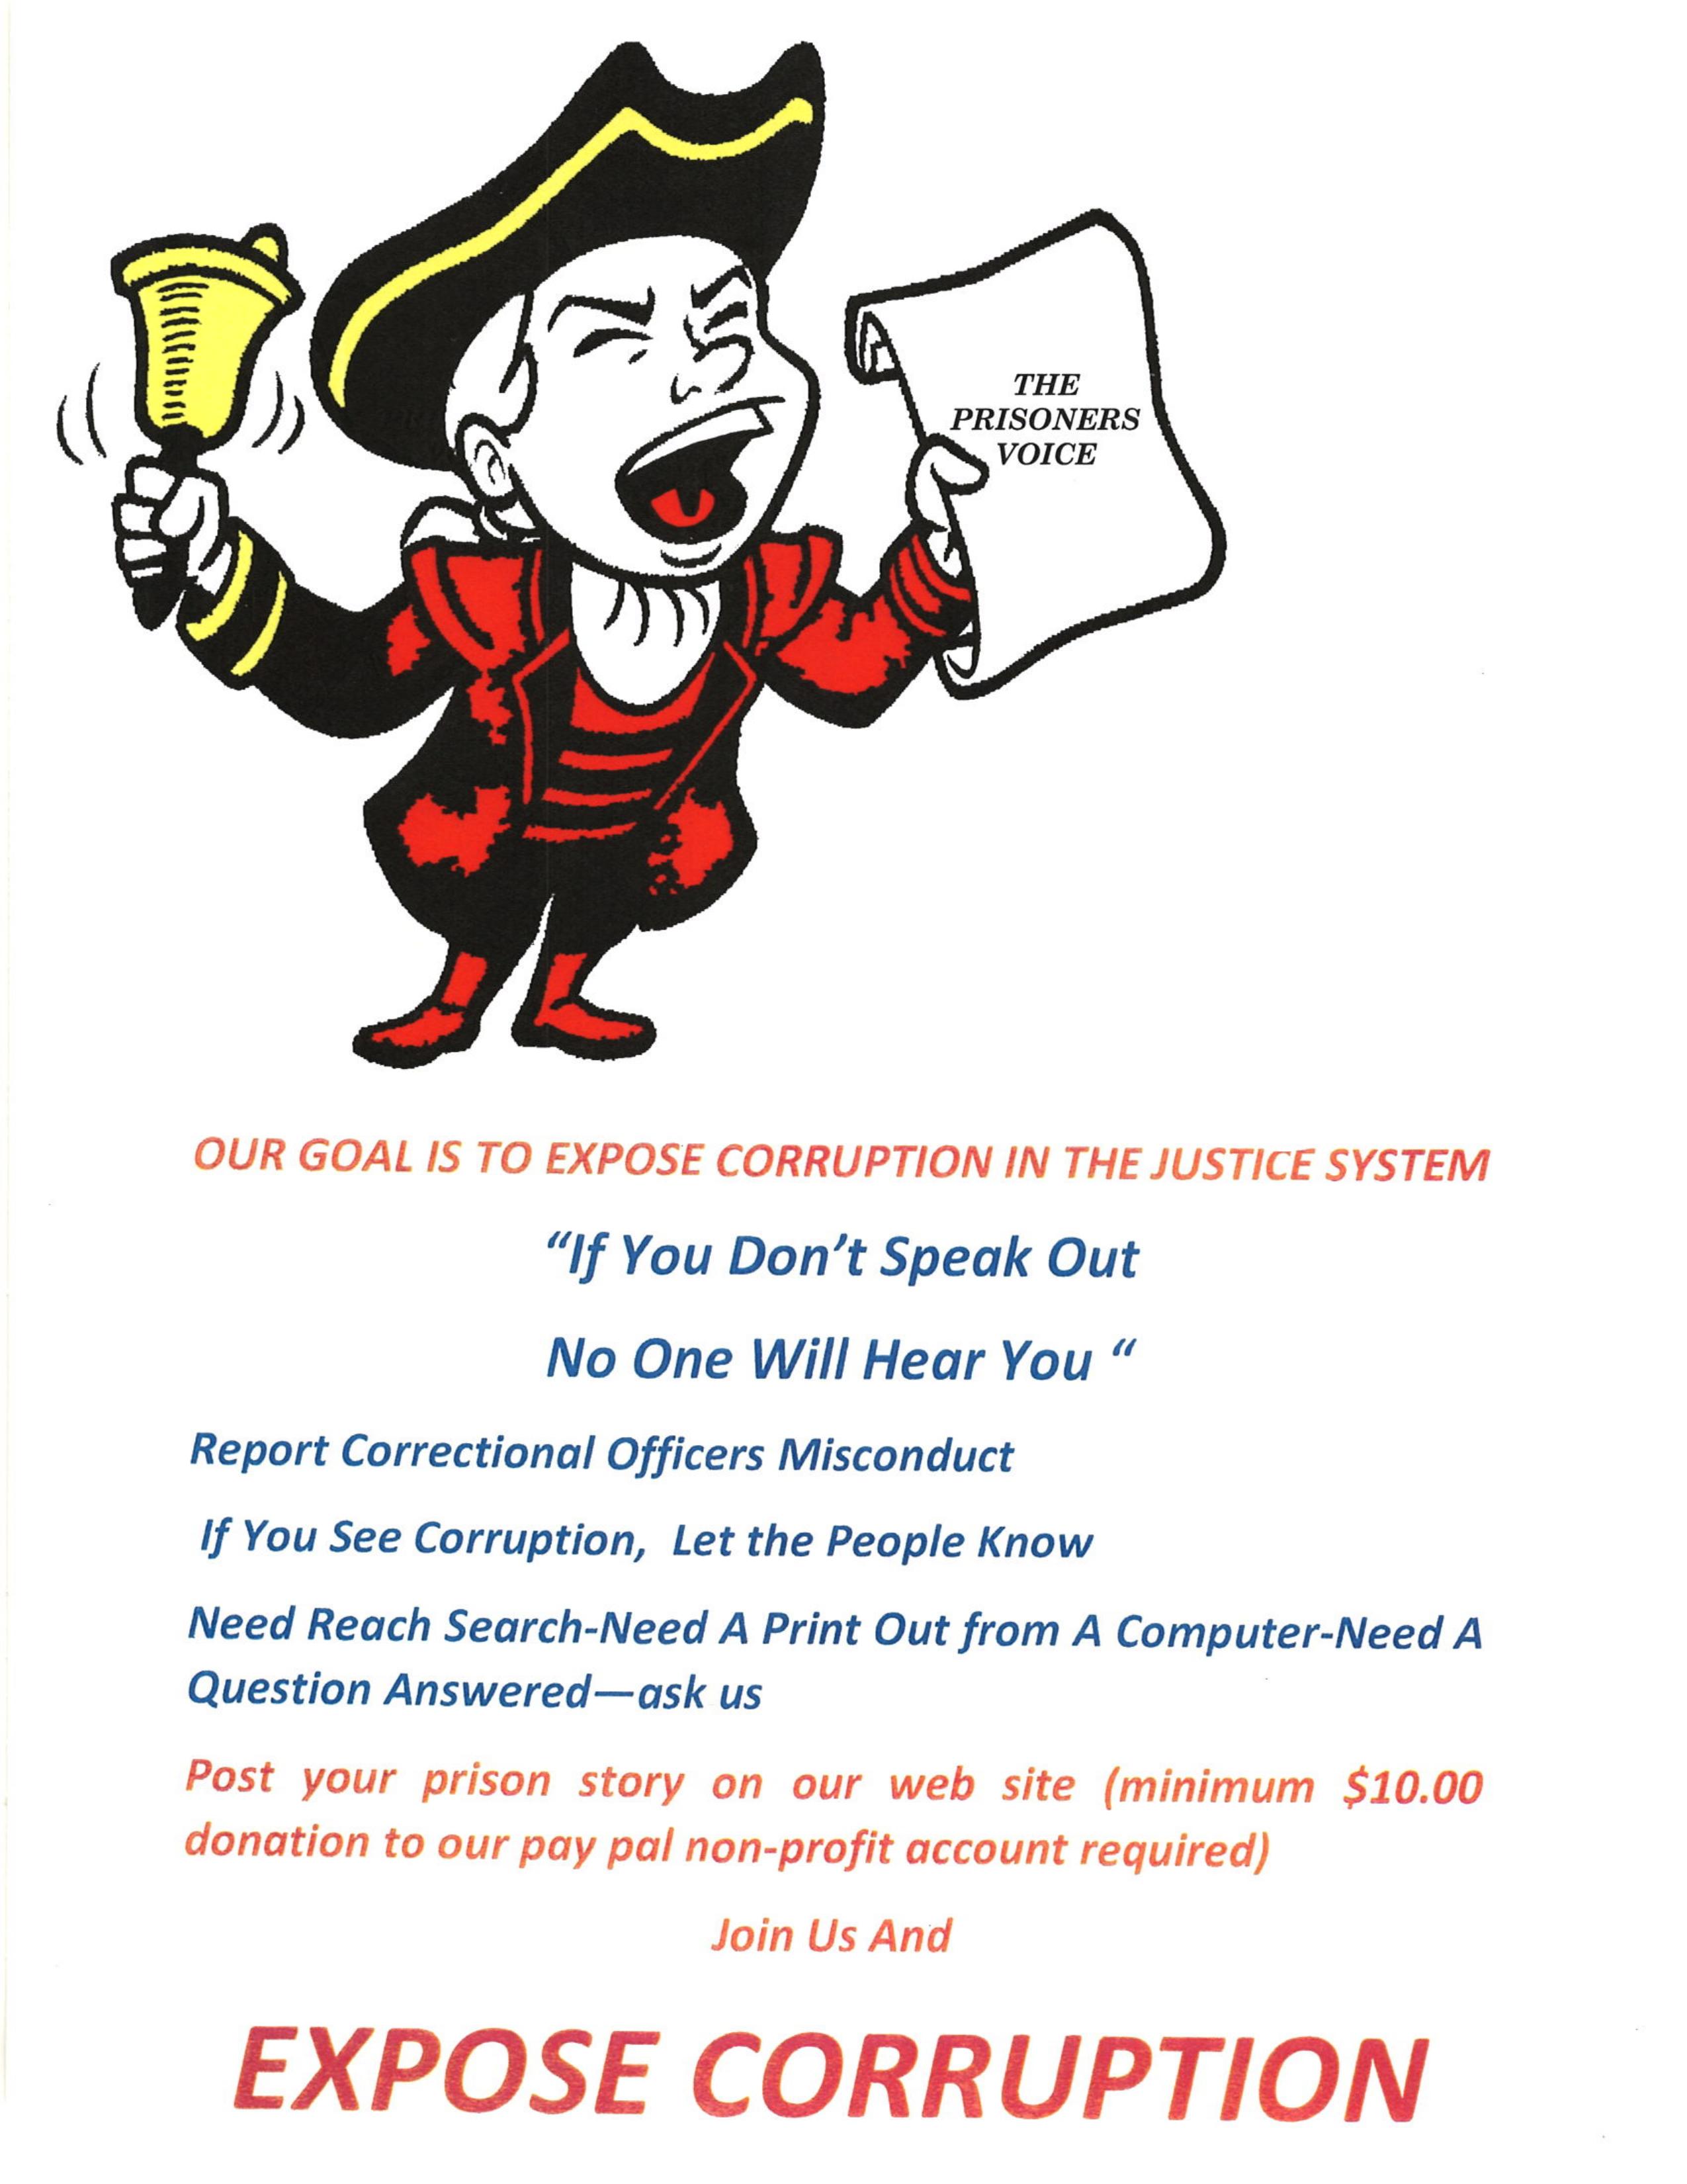 THE
PRISONERS
VOICE
OUR GOAL IS TO EXPOSE CORRUPTION IN THE JUSTICE SYSTEM
“If You Don’t Speak Out
No One Will Hear You “
Report Correctional Officers Misconduct
If You See Corruption,  Let the People Know
Need Reach Search-Need A Print Out from A Computer-Need A
Question Answered—ask us
Post your prison story on our web site (minimum $10.00
donation to our pay pal non-profit account required)
Join Us And
EXPOSE CORRUPTION